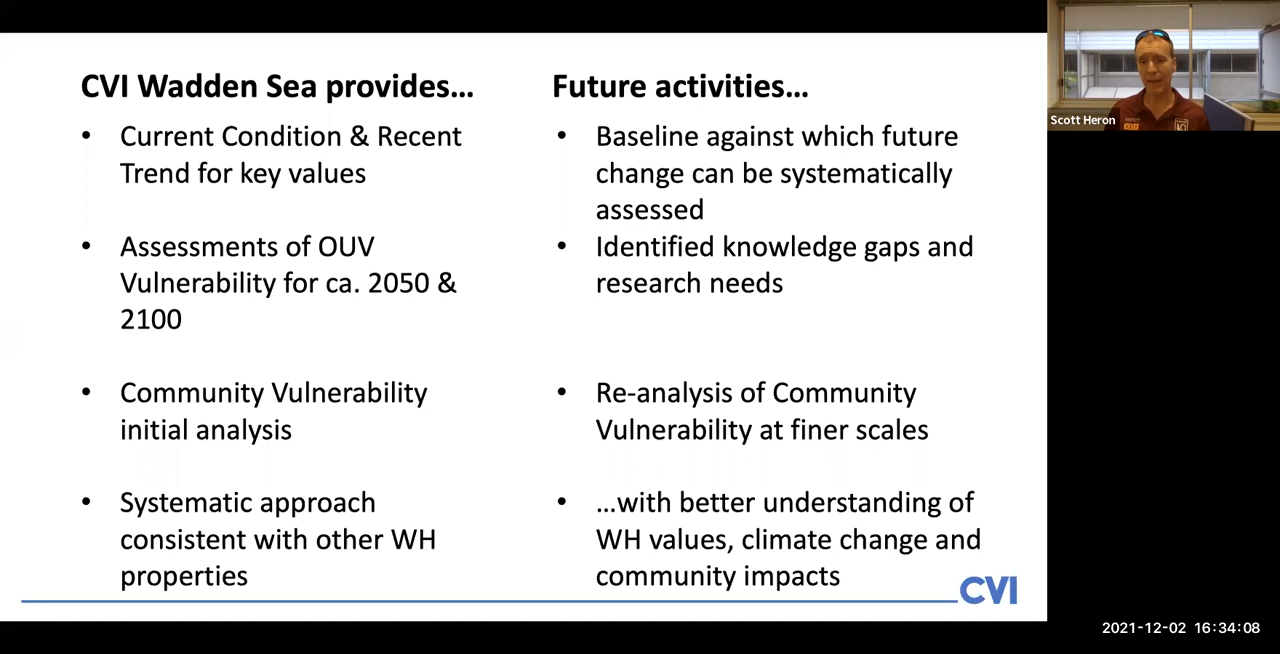 CVI Wadden Sea provides...
• Current Condition & Recent
Trend for key values
• Assessments of OUV
Vulnerability for ca. 2050 &
2100
• Community Vulnerability
initial analysis
• Systematic approach
consistent with other WH
properties
Future activities...
• Baseline against which future
change can be systematically
assessed
• Identified knowledge gaps and
research needs
• Re-analysis of Community
Vulnerability at finer scales
• ...with better understanding of
WH values, climate change and
community impacts
CVI
Scott Heron
2021-12-02 16:34:08